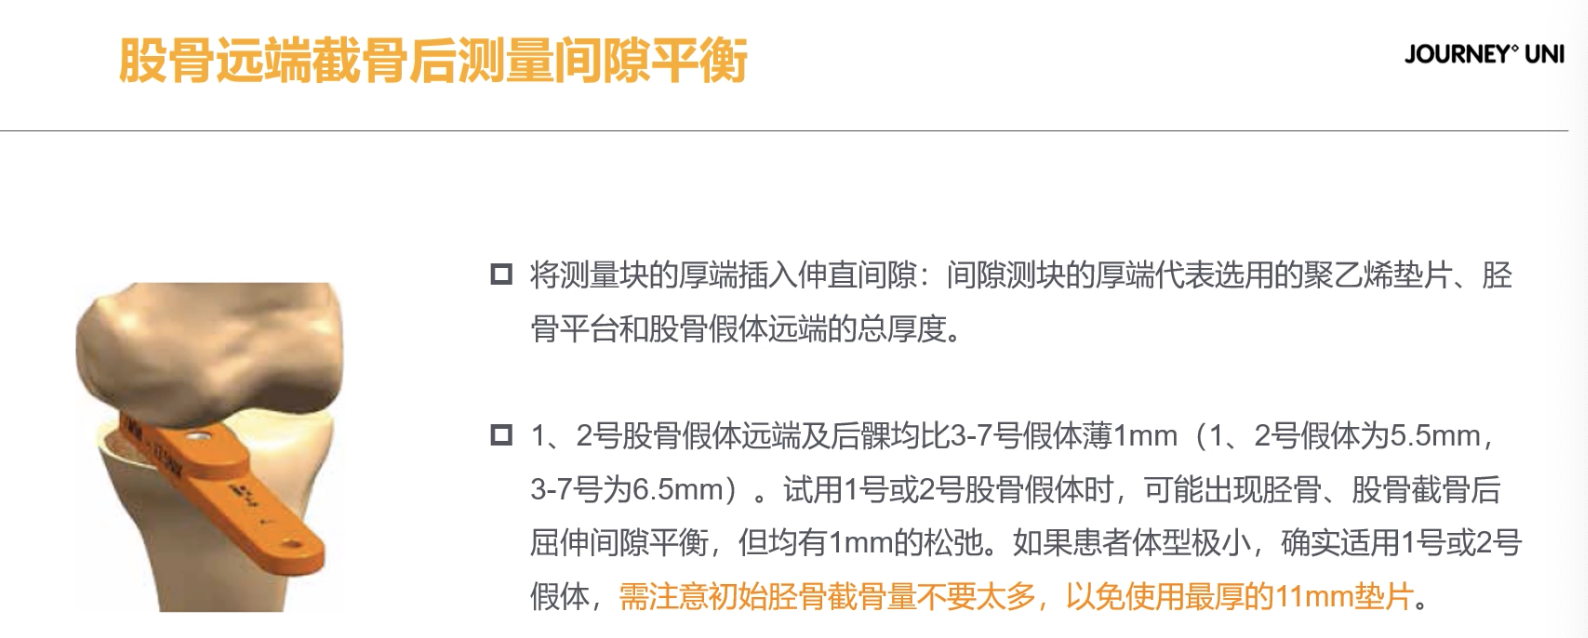 股骨远端截骨后测量间隙平衡
JOURNEY◊ UNI
将测量块的厚端插入伸直间隙：间隙测块的厚端代表选用的聚乙烯垫片、胫
骨平台和股骨假体远端的总厚度。
1、2号股骨假体远端及后髁均比3-7号假体薄1mm（1、2号假体为5.5mm，
3-7号为6.5mm）。试用1号或2号股骨假体时，可能出现胫骨、股骨截骨后
屈伸间隙平衡，但均有1mm的松弛。如果患者体型极小，确实适用1号或2号
假体，需注意初始胫骨截骨量不要太多，以免使用最厚的11mm垫片。